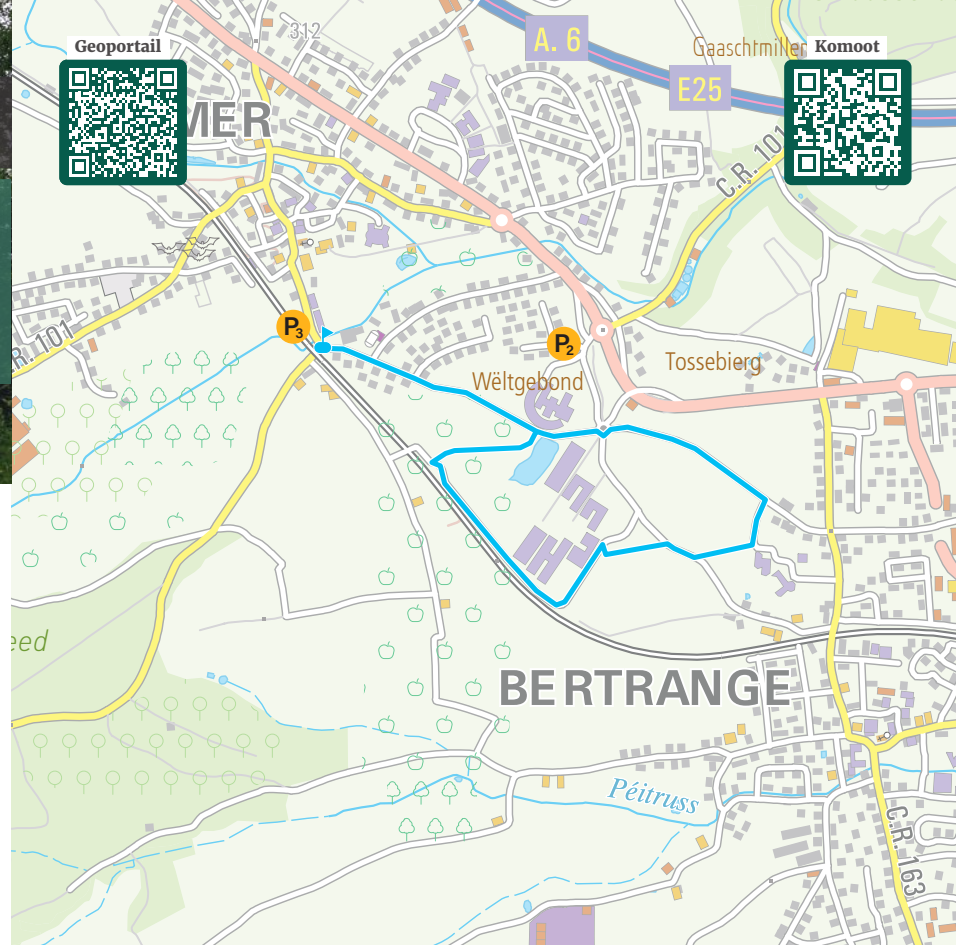 312
Geoportail
A. 6
Gaaschtmiller
Komoot
E25
MER
C.R. 101
P3
P2
R. 101
Tossebierg
Wëltgebond
eed
BERTRANGE
Péitruss
C.R. 163